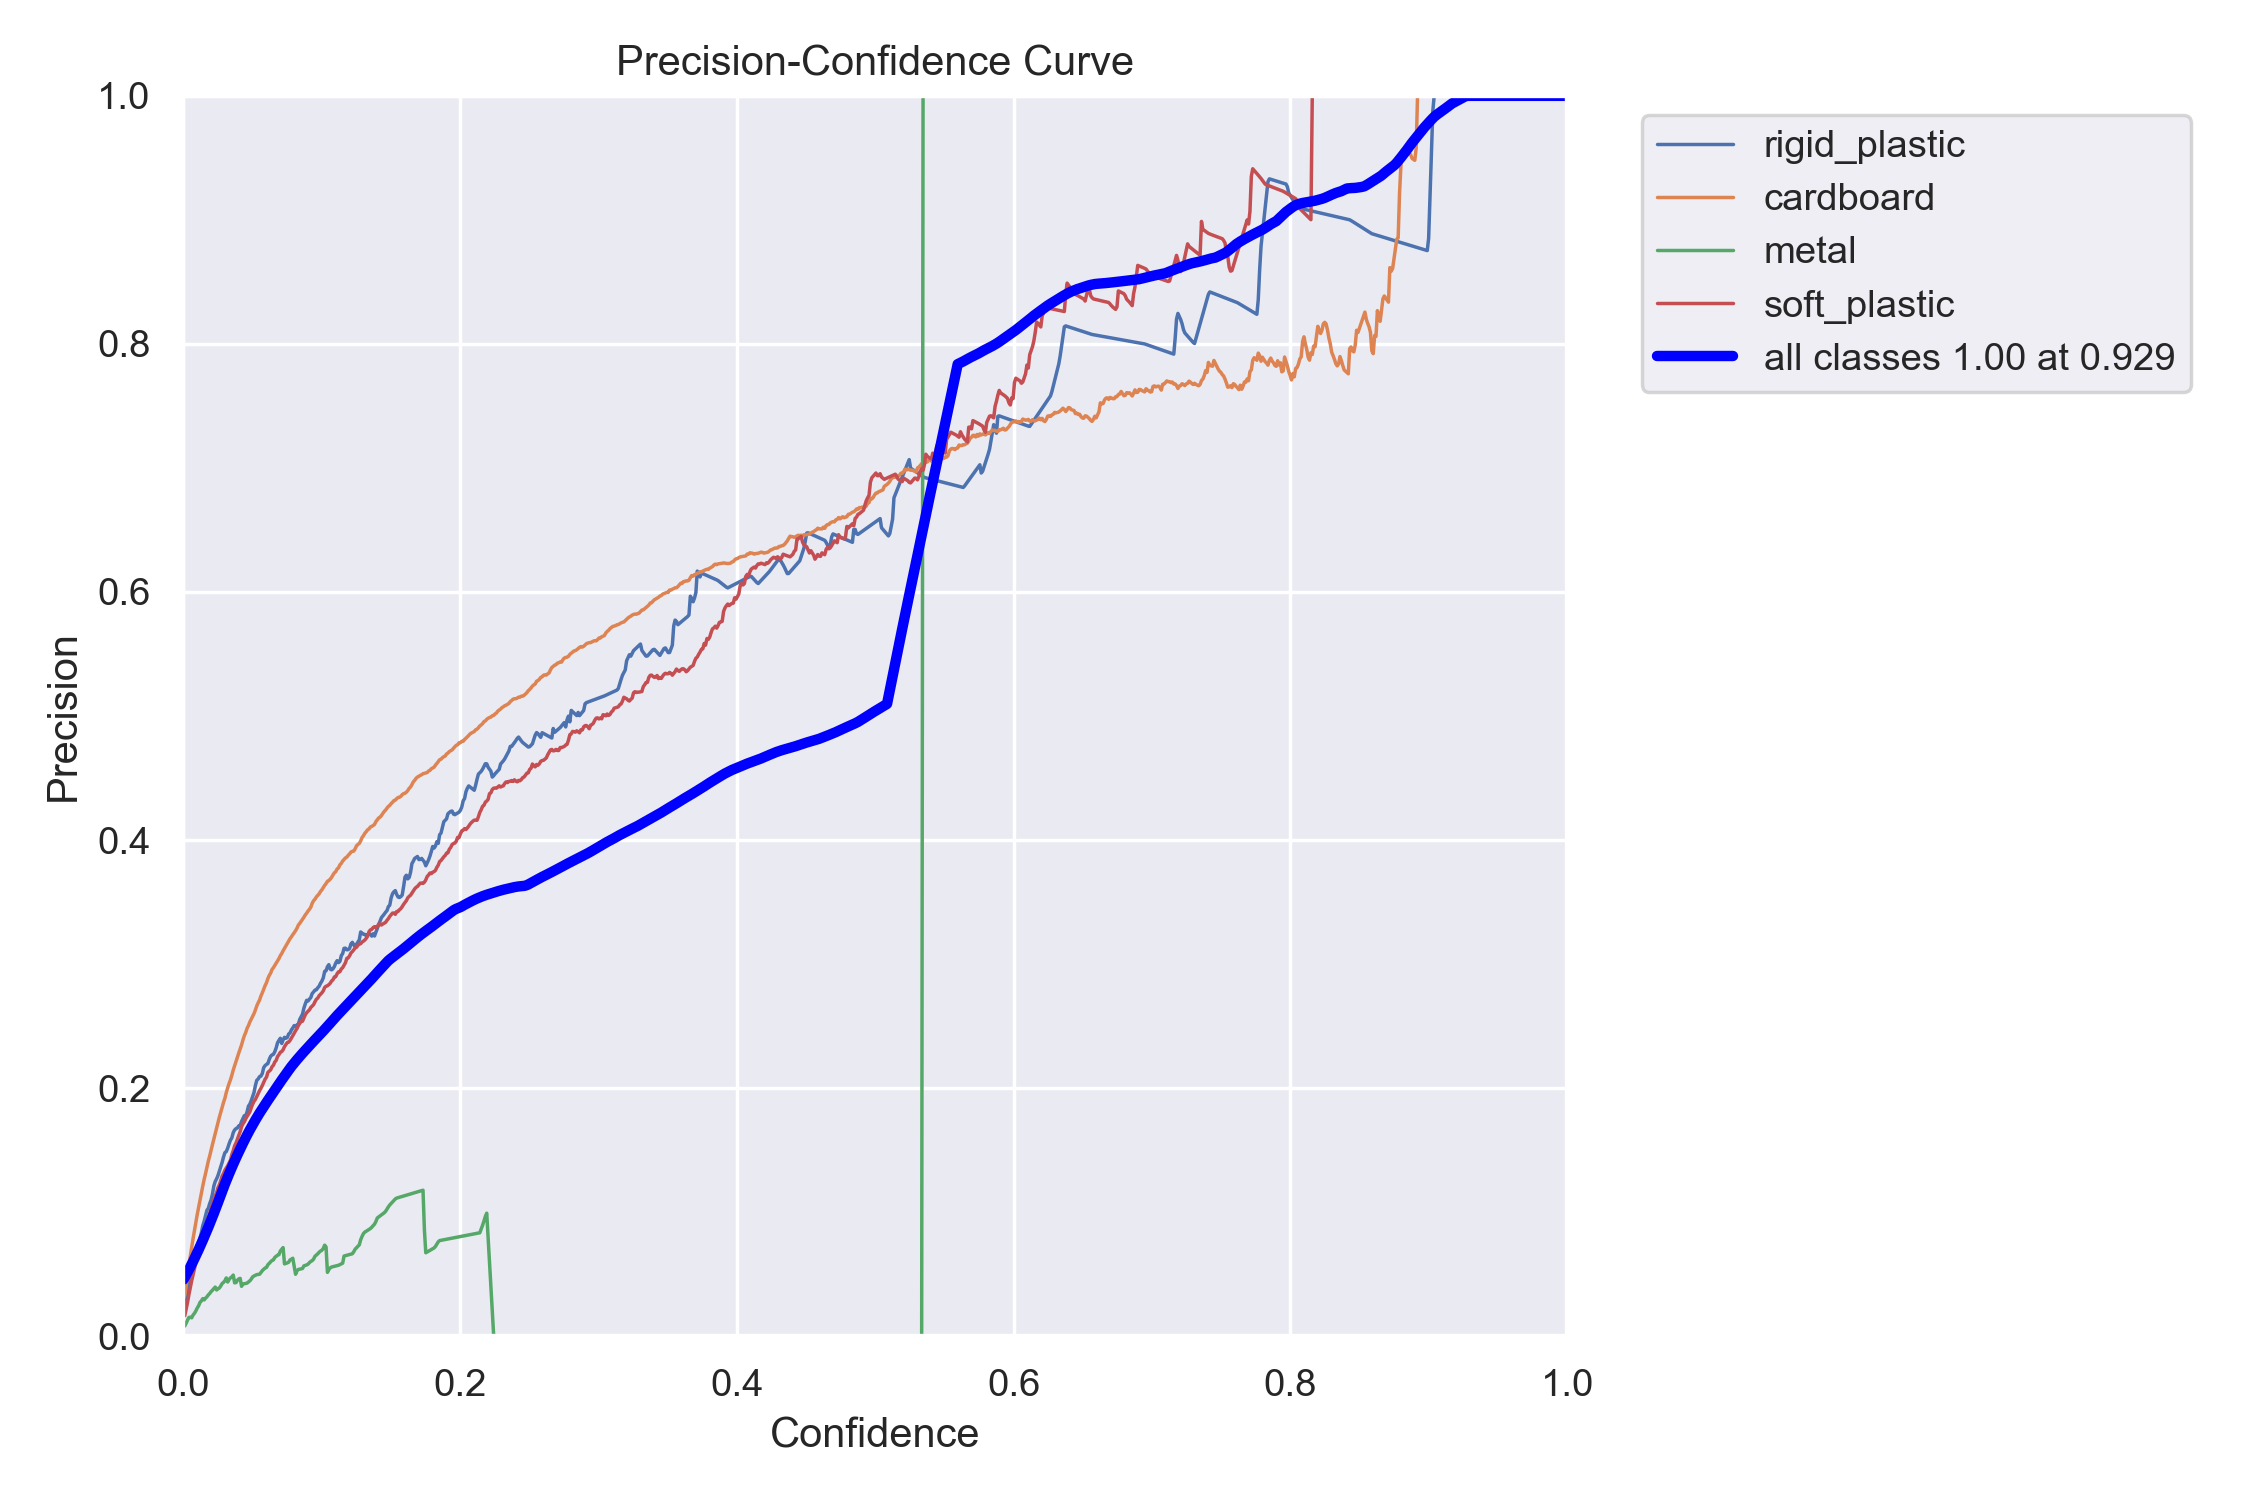 Precision-Confidence Curve
1.0
0.8
0.6
0.4
0.2
0.0
Precision
0.0 0.2 0.4 0.6 0.8 1.0
Confidence
rigid_plastic
cardboard
metal
soft_plastic
all classes 1.00 at 0.929